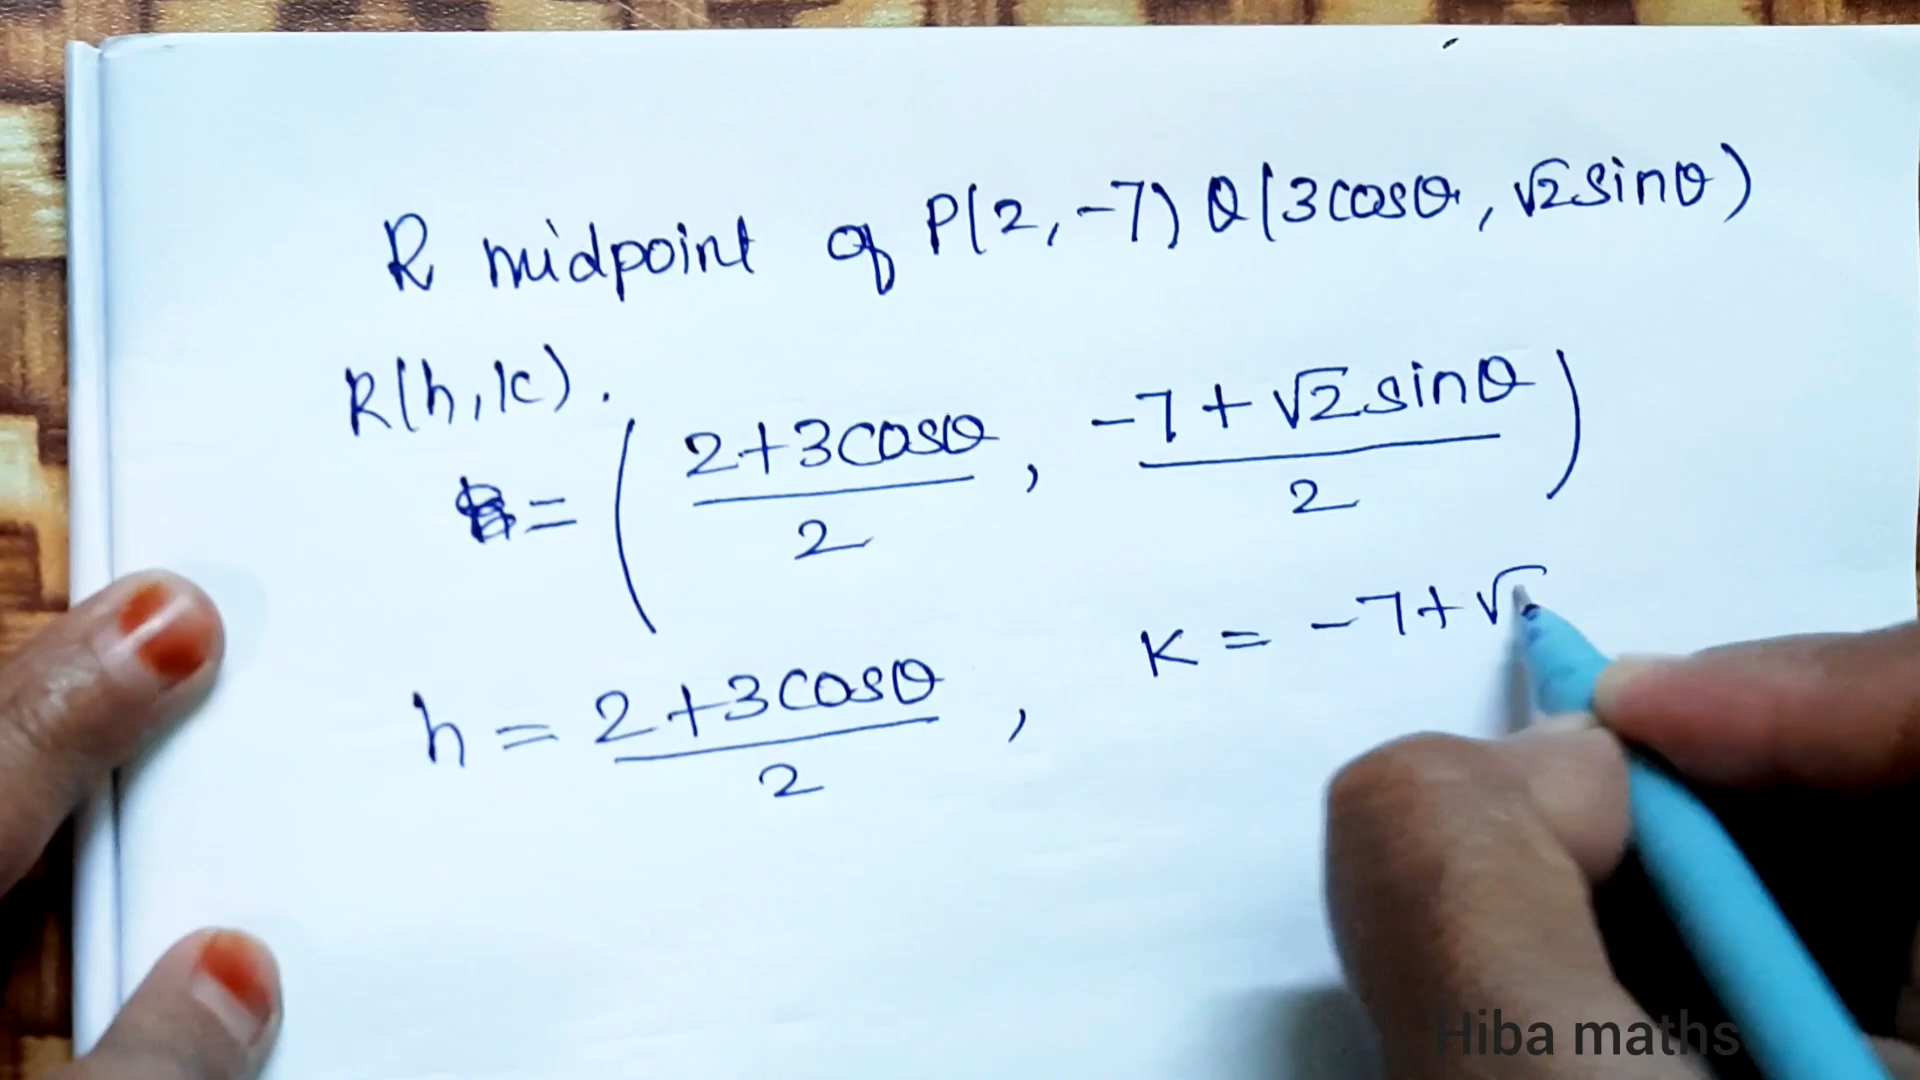 R midpoint of P(2, -7) Q(3cosθ, √2 sinθ)
R(h, k).
= ( 2+3cosθ / 2 , -7+√2 sinθ / 2 )
h = 2+3cosθ / 2 , K = -7+√
Hiba maths